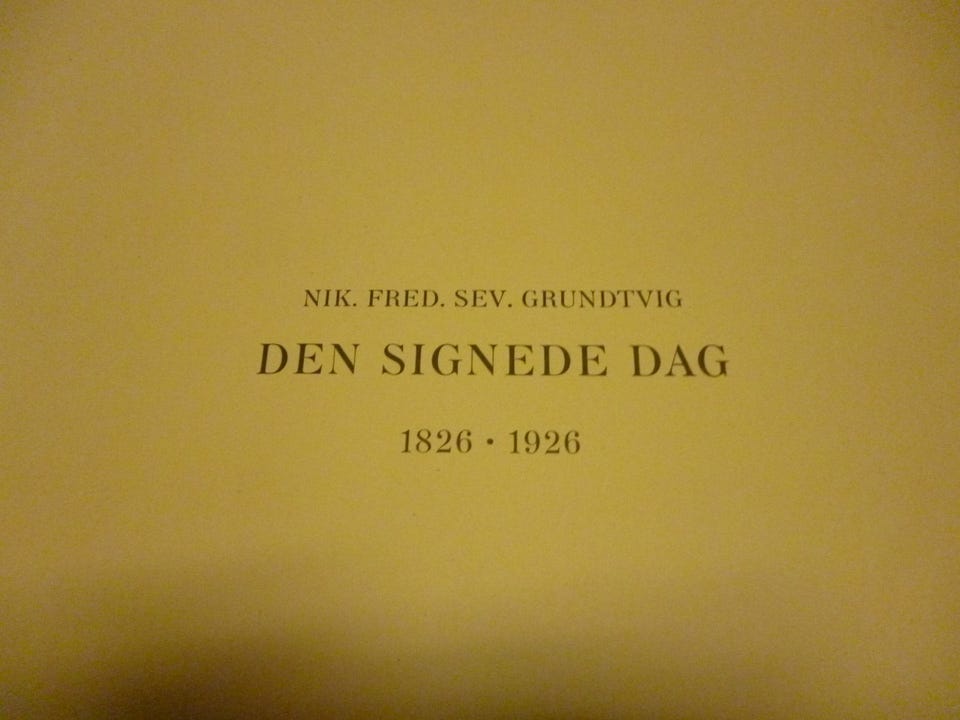 NIK. FRED. SEV. GRUNDTVIG
DEN SIGNEDE DAG
1826 · 1926